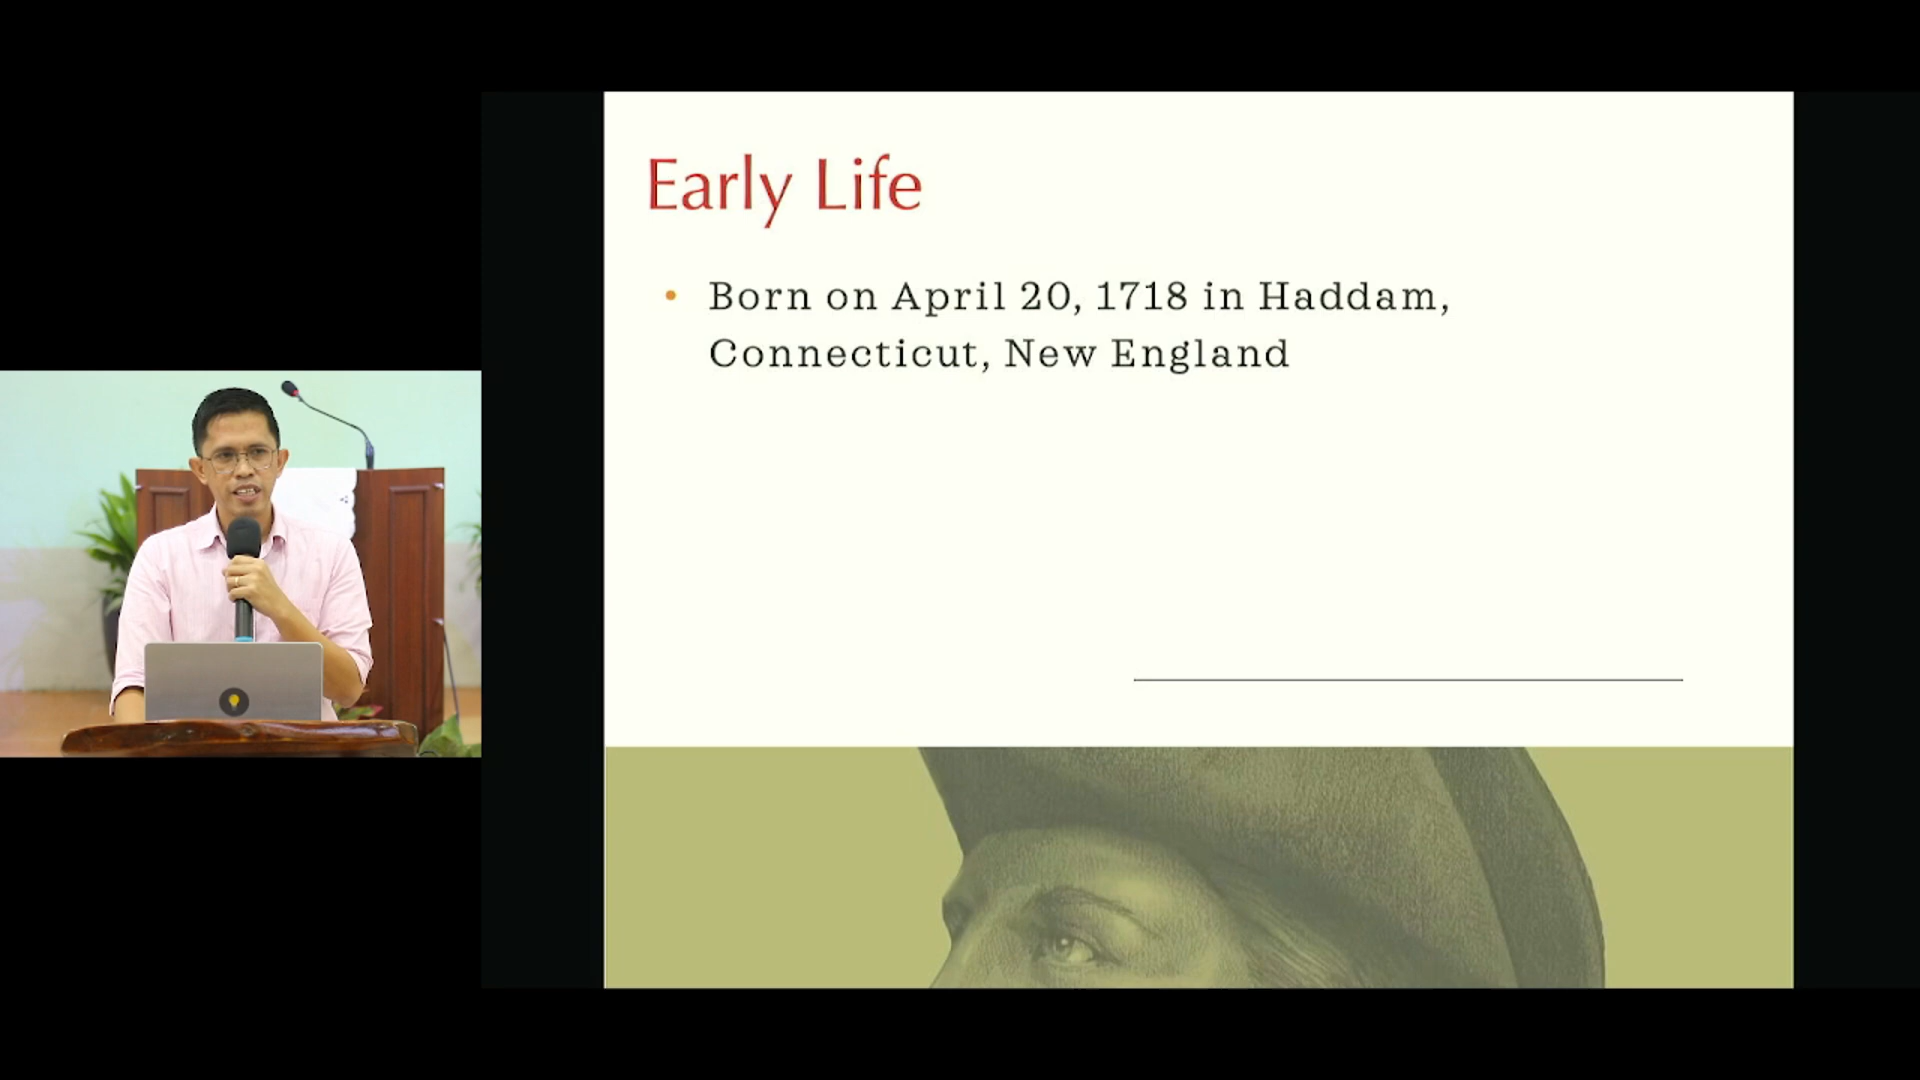 Early Life
• Born on April 20, 1718 in Haddam,
Connecticut, New England